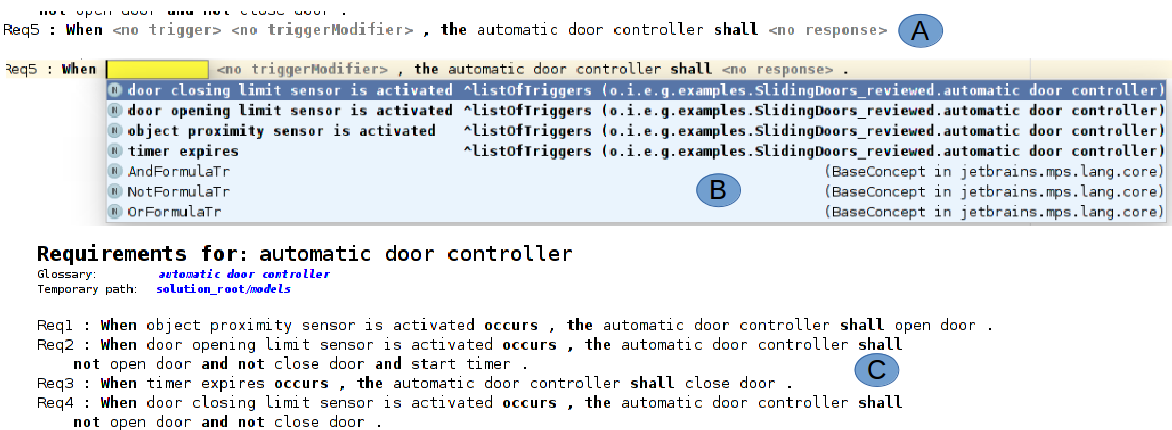 not open door and not close door .
Req5 : When <no trigger> <no triggerModifier> , the automatic door controller shall <no response>
A
Req5 : When <no triggerModifier> , the automatic door controller shall <no response> .
N door closing limit sensor is activated ^listOfTriggers (o.i.e.g.examples.SlidingDoors_reviewed.automatic door controller)
N door opening limit sensor is activated ^listOfTriggers (o.i.e.g.examples.SlidingDoors_reviewed.automatic door controller)
N object proximity sensor is activated ^listOfTriggers (o.i.e.g.examples.SlidingDoors_reviewed.automatic door controller)
N timer expires ^listOfTriggers (o.i.e.g.examples.SlidingDoors_reviewed.automatic door controller)
N AndFormulaTr (BaseConcept in jetbrains.mps.lang.core)
N NotFormulaTr (BaseConcept in jetbrains.mps.lang.core)
B
N OrFormulaTr (BaseConcept in jetbrains.mps.lang.core)
Requirements for: automatic door controller
Glossary: automatic door controller
Temporary path: solution_root/models
Req1 : When object proximity sensor is activated occurs , the automatic door controller shall open door .
Req2 : When door opening limit sensor is activated occurs , the automatic door controller shall
not open door and not close door and start timer .
C
Req3 : When timer expires occurs , the automatic door controller shall close door .
Req4 : When door closing limit sensor is activated occurs , the automatic door controller shall
not open door and not close door .